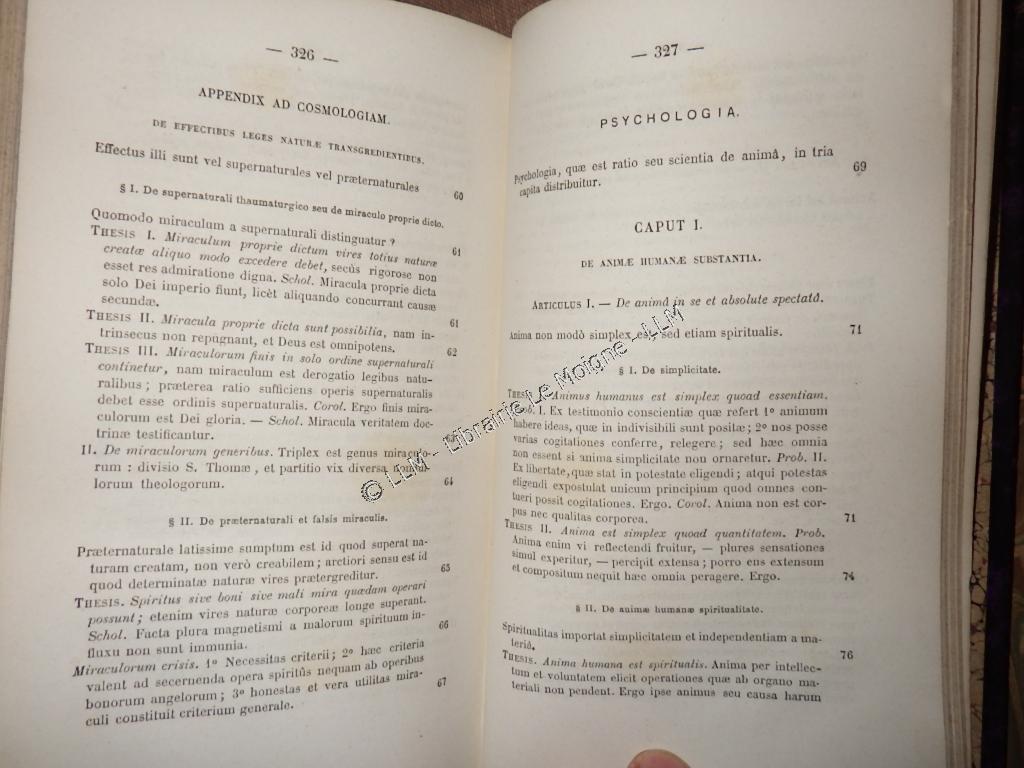 — 326 —
APPENDIX AD COSMOLOGIAM.
DE EFFECTIBUS LEGES NATURÆ TRANSGREDIENTIBUS.
Effectus illi sunt vel supernaturales vel præternaturales 60
§ I. De supernaturali thaumaturgico seu de miraculo proprie dicto.
Quomodo miraculum a supernaturali distinguatur ? 61
THESIS I. Miraculum proprie dictum vires totius naturæ
creatæ aliquo modo excedere debet, secùs rigorose non
esset res admiratione digna. Schol. Miracula proprie dicta
solo Dei imperio fiunt, licèt aliquando concurrant causæ
secundæ. 61
THESIS II. Miracula proprie dicta sunt possibilia, nam in-
trinsecus non repugnant, et Deus est omnipotens. 62
THESIS III. Miraculorum finis in solo ordine supernaturali
continetur, nam miraculum est derogatio legibus natu-
ralibus ; præterea ratio sufficiens operis supernaturalis
debet esse ordinis supernaturalis. Corol. Ergo finis mira-
culorum est Dei gloria. — Schol. Miracula veritatem doc-
trinæ testificantur.
II. De miraculorum generibus. Triplex est genus miraculo-
rum : divisio S. Thomæ, et partitio vix diversa
lorum theologorum. 64
§ II. De præternaturali et falsis miraculis.
Præternaturale latissime sumptum est id quod superat na-
turam creatam, non verò creabilem ; arctiori sensu est id
quod determinatæ naturæ vires prætergreditur. 65
THESIS. Spiritus sive boni sive mali mira quædam operari
possunt ; etenim vires naturæ corporeæ longe superant.
Schol. Facta plura magnetismi a malorum spirituum in-
fluxu non sunt immunia. 66
Miraculorum crisis. 1° Necessitas criterii ; 2° hæc criteria
valent ad secernenda opera spiritûs nequam ab operibus
bonorum angelorum ; 3° honestas et vera utilitas mira-
culi constituit criterium generale. 67
— 327 —
PSYCHOLOGIA.
Psychologia, quæ est ratio seu scientia de animâ, in tria
capita distribuitur. 69
CAPUT I.
DE ANIMÆ HUMANÆ SUBSTANTIA.
ARTICULUS I. — De animâ in se et absolute spectatâ.
Anima non modò simplex est, sed etiam spiritualis. 71
§ I. De simplicitate.
THESIS Animus humanus est simplex quoad essentiam.
Prob. I. Ex testimonio conscientiæ quæ refert 1° animum
habere ideas, quæ in indivisibili sunt positæ ; 2° nos posse
varias cogitationes conferre, relegere ; sed hæc omnia
non essent si anima simplicitate non ornaretur. Prob. II.
Ex libertate, quæ stat in potestate eligendi ; atqui potestas
eligendi expostulat unicum principium quod omnes con-
tueri possit cogitationes. Ergo. Corol. Anima non est cor-
pus nec qualitas corporea. 71
THESIS II. Anima est simplex quoad quantitatem. Prob.
Anima enim vi reflectendi fruitur, — plures sensationes
simul experitur, — percipit extensa ; porro ens extensum
et compositum nequit hæc omnia peragere. Ergo. 74
§ II. De animæ humanæ spiritualitate.
Spiritualitas importat simplicitatem et independentiam a ma-
teriâ. 76
THESIS. Anima humana est spiritualis. Anima per intellec-
tum et voluntatem elicit operationes quæ ab organo ma-
teriali non pendent. Ergo ipse animus seu causa harum
© LLM - Librairie Le Moigne - LLM